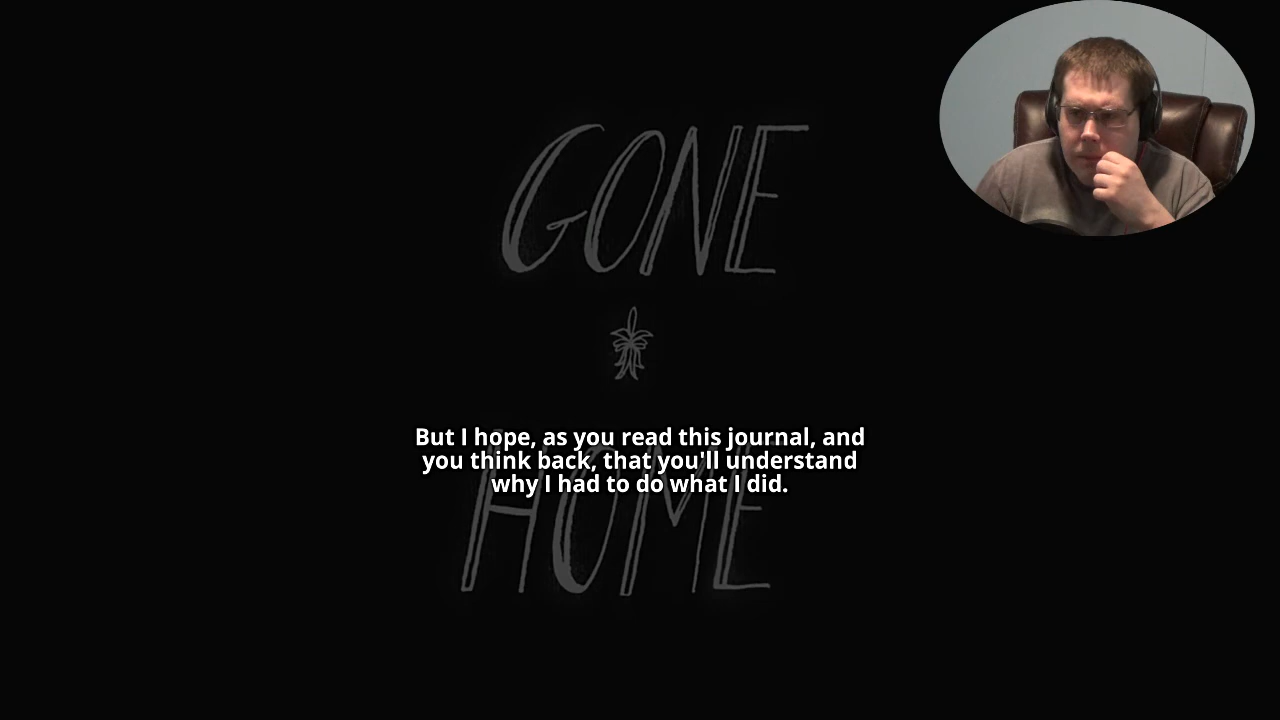 GONE
But I hope, as you read this journal, and
you think back, that you'll understand
why I had to do what I did.
HOME